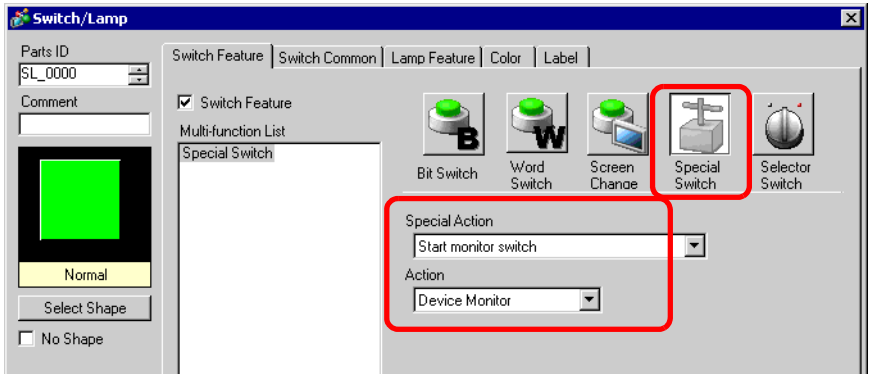 Switch/Lamp
Parts ID
SL_0000
Comment
Normal
Select Shape
No Shape
Switch Feature
Switch Common
Lamp Feature
Color
Label
Switch Feature
Multi-function List
Special Switch
B
Bit Switch
W
Word
Switch
Screen
Change
Special
Switch
Selector
Switch
Special Action
Start monitor switch
Action
Device Monitor